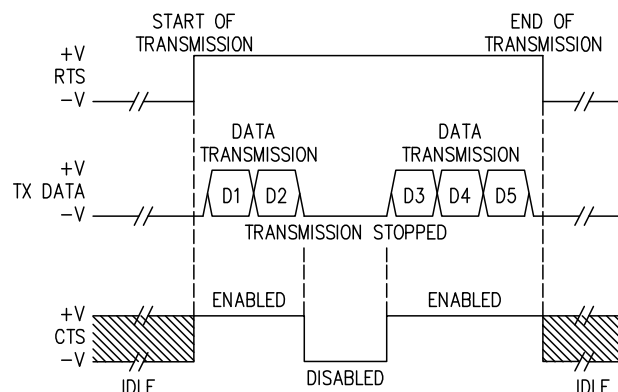 START OF
TRANSMISSION
END OF
TRANSMISSION
+V
RTS
−V
DATA
TRANSMISSION
DATA
TRANSMISSION
+V
TX DATA
−V
D1 D2 D3 D4 D5
TRANSMISSION STOPPED
+V
CTS
−V
ENABLED
ENABLED
DISABLED
IDLE
IDLE